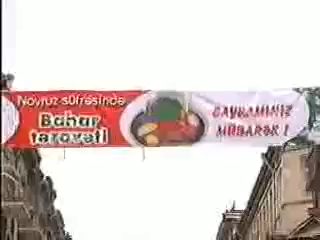 Novruz süfrəsində
Bahar
təravəti
BAYRAMINIZ
MÜBARƏK !